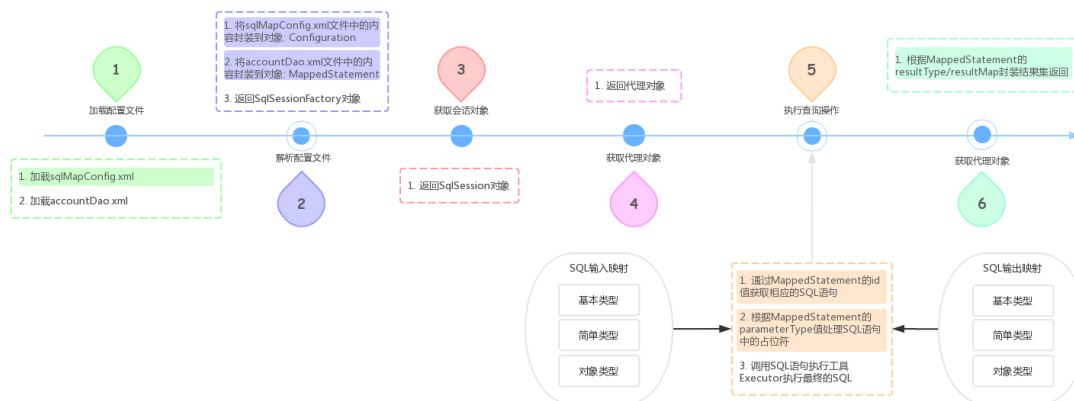 1. 将sqlMapConfig.xml文件中的内
容封装到对象: Configuration
2. 将accountDao.xml文件中的内
容封装到对象: MappedStatement
3. 返回SqlSessionFactory对象
1
加载配置文件
3
获取会话对象
1. 返回代理对象
5
执行查询操作
1. 根据MappedStatement的
resultType/resultMap封装结果集返回
1. 加载sqlMapConfig.xml
2. 加载accountDao.xml
解析配置文件
2
1. 返回SqlSession对象
获取代理对象
4
获取代理对象
6
SQL输入映射
基本类型
简单类型
对象类型
1. 通过MappedStatement的id
值获取相应的SQL语句
2. 根据MappedStatement的
parameterType值处理SQL语句
中的占位符
3. 调用SQL语句执行工具
Executor执行最终的SQL
SQL输出映射
基本类型
简单类型
对象类型